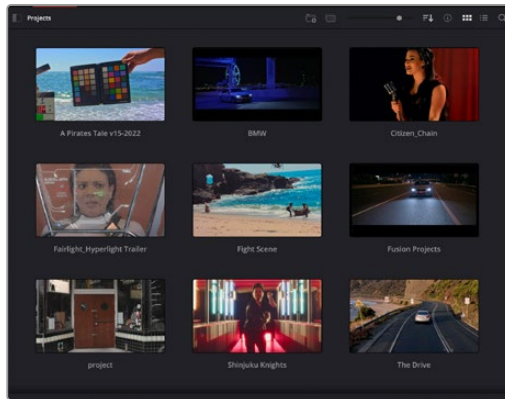 Projects
A Pirates Tale v15-2022
BMW
Citizen_Chain
Fairlight_Hyperlight Trailer
Fight Scene
Fusion Projects
project
Shinjuku Knights
The Drive